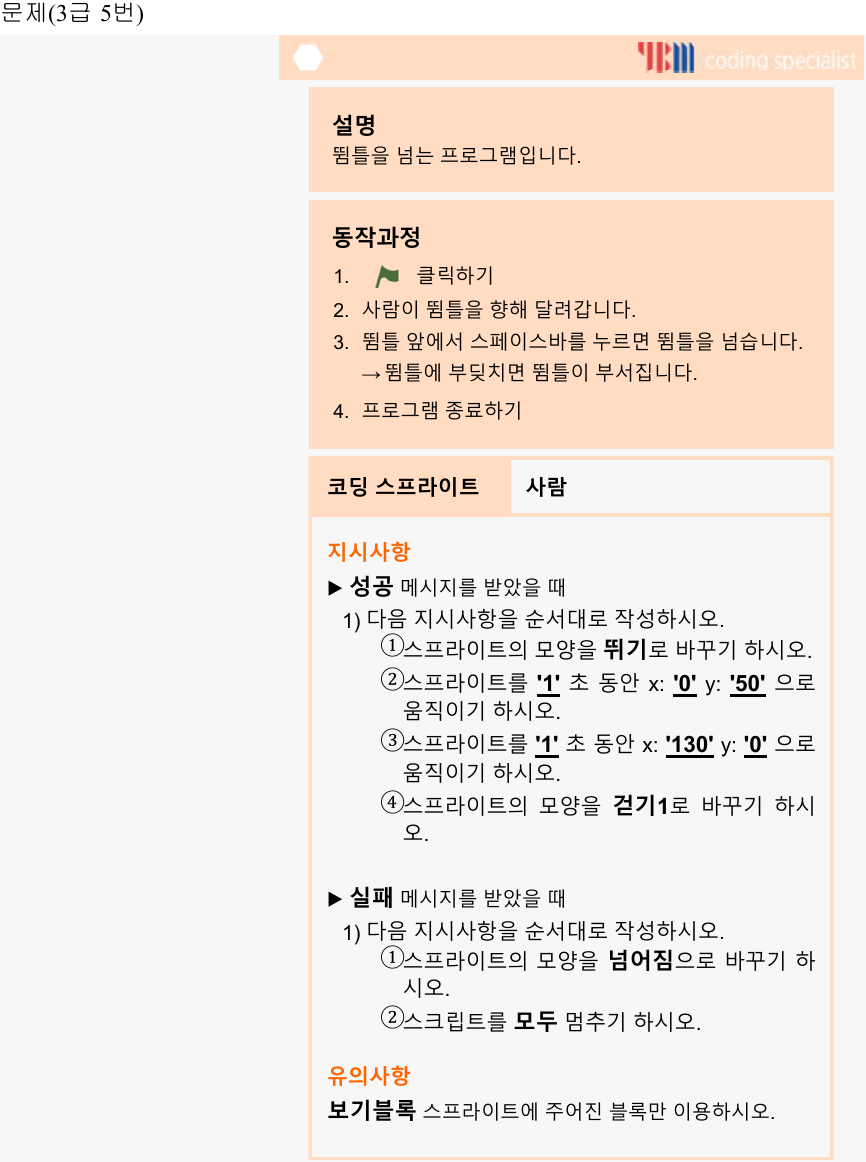 문제(3급 5번)
YBM coding specialist
설명
뜀틀을 넘는 프로그램입니다.
동작과정
1. 클릭하기
2. 사람이 뜀틀을 향해 달려갑니다.
3. 뜀틀 앞에서 스페이스바를 누르면 뜀틀을 넘습니다.
→뜀틀에 부딪치면 뜀틀이 부서집니다.
4. 프로그램 종료하기
코딩 스프라이트 사람
지시사항
▶ 성공 메시지를 받았을 때
1) 다음 지시사항을 순서대로 작성하시오.
①스프라이트의 모양을 뛰기로 바꾸기 하시오.
②스프라이트를 '1' 초 동안 x: '0' y: '50' 으로
움직이기 하시오.
③스프라이트를 '1' 초 동안 x: '130' y: '0' 으로
움직이기 하시오.
④스프라이트의 모양을 걷기1로 바꾸기 하시
오.
▶ 실패 메시지를 받았을 때
1) 다음 지시사항을 순서대로 작성하시오.
①스프라이트의 모양을 넘어짐으로 바꾸기 하
시오.
②스크립트를 모두 멈추기 하시오.
유의사항
보기블록 스프라이트에 주어진 블록만 이용하시오.